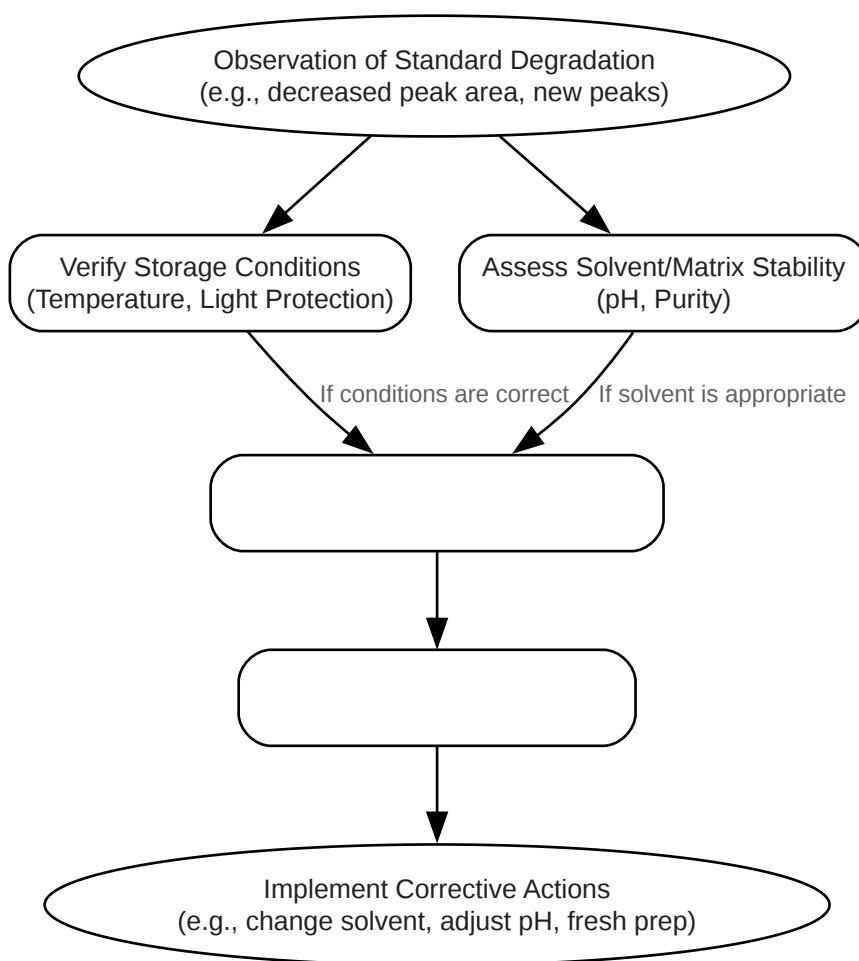 Observation of Standard Degradation
(e.g., decreased peak area, new peaks)
Verify Storage Conditions
(Temperature, Light Protection)
Assess Solvent/Matrix Stability
(pH, Purity)
If conditions are correct
If solvent is appropriate
Implement Corrective Actions
(e.g., change solvent, adjust pH, fresh prep)